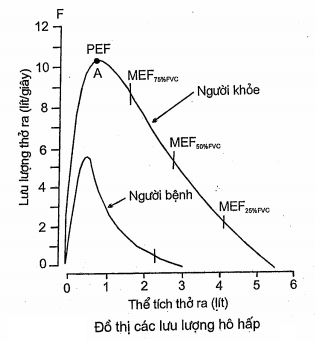 F
12
10
8
6
4
2
0
Lưu lượng thở ra (lít/giây)
PEF
A
MEF75%FVC
Người khỏe
MEF50%FVC
Người bệnh
MEF25%FVC
0 1 2 3 4 5 6
Thể tích thở ra (lít)
Đồ thị các lưu lượng hô hấp